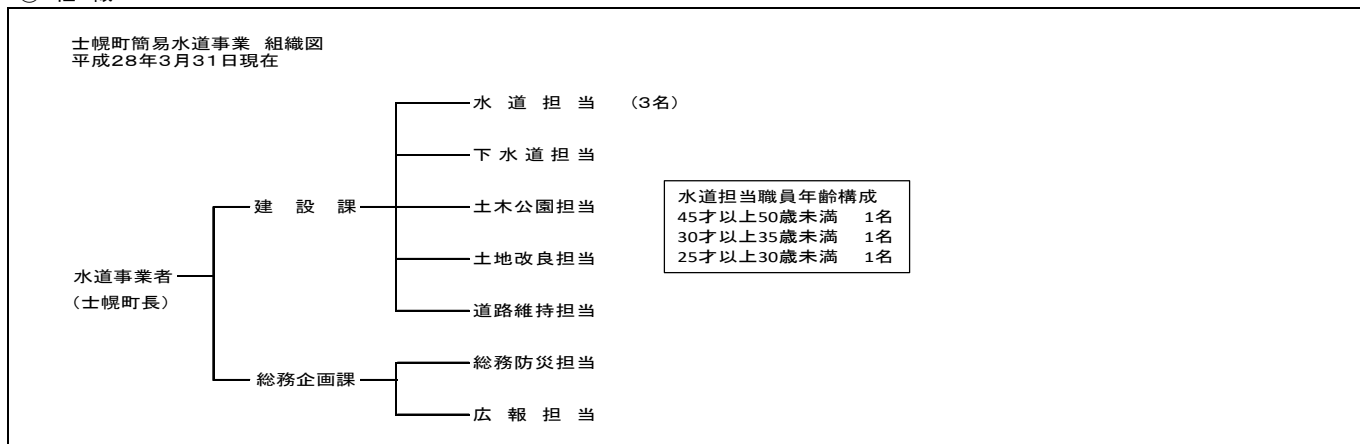 士幌町簡易水道事業 組織図
平成28年3月31日現在
水 道 担 当 (3名)
下 水 道 担 当
建 設 課
土木公園担当
水道担当職員年齢構成
45才以上50歳未満 1名
30才以上35歳未満 1名
25才以上30歳未満 1名
土地改良担当
水道事業者
(士幌町長)
道路維持担当
総務防災担当
総務企画課
広 報 担 当